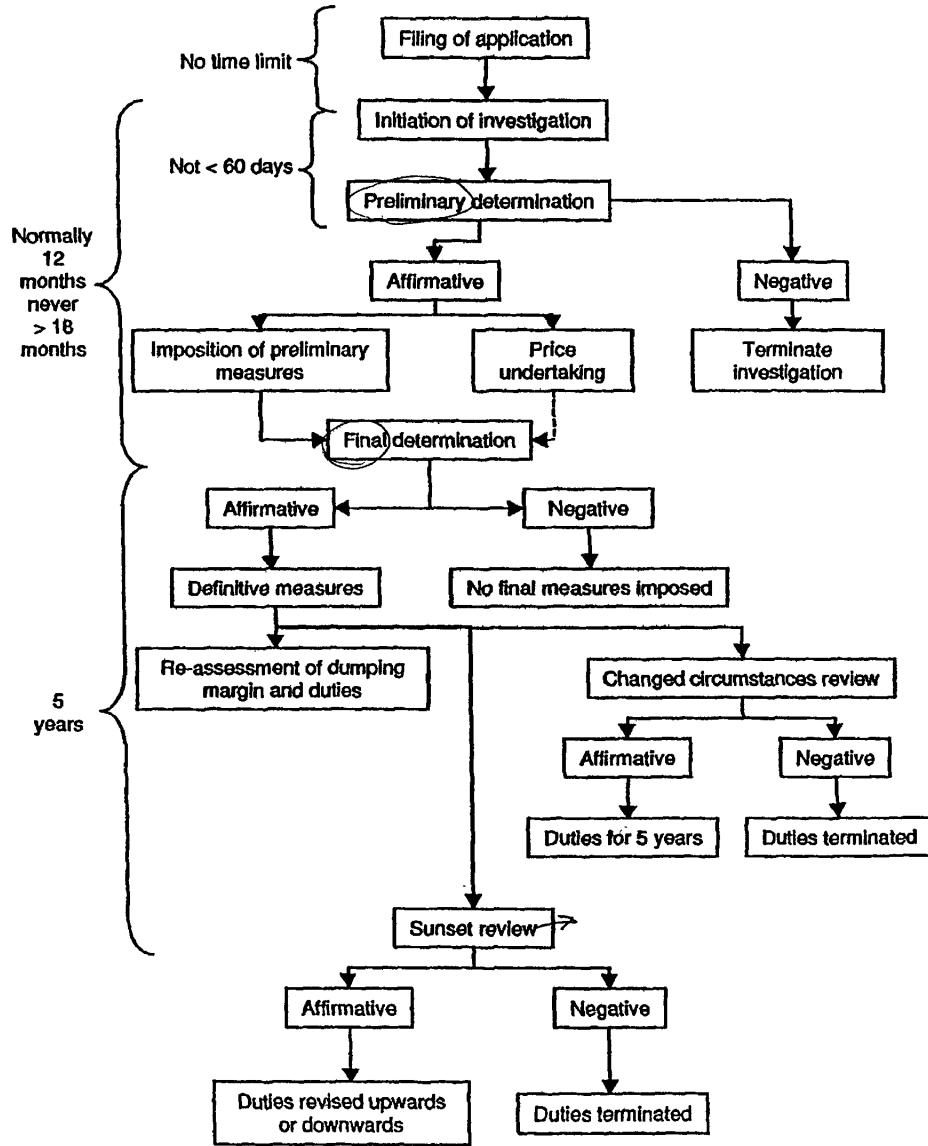 Filing of application
No time limit
Initiation of investigation
Not < 60 days
Preliminary determination
Normally
12
months
never
> 18
months
Affirmative
Negative
Imposition of preliminary
measures
Price
undertaking
Terminate
investigation
Final determination
Affirmative
Negative
Definitive measures
No final measures imposed
Re-assessment of dumping
margin and duties
Changed circumstances review
5
years
Affirmative
Negative
Duties for 5 years
Duties terminated
Sunset review
Affirmative
Negative
Duties revised upwards
or downwards
Duties terminated